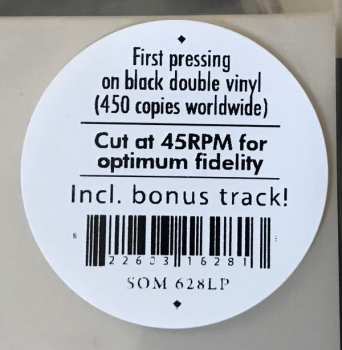 First pressing
on black double vinyl
(450 copies worldwide)
Cut at 45RPM for
optimum fidelity
Incl. bonus track!
SOM 628LP